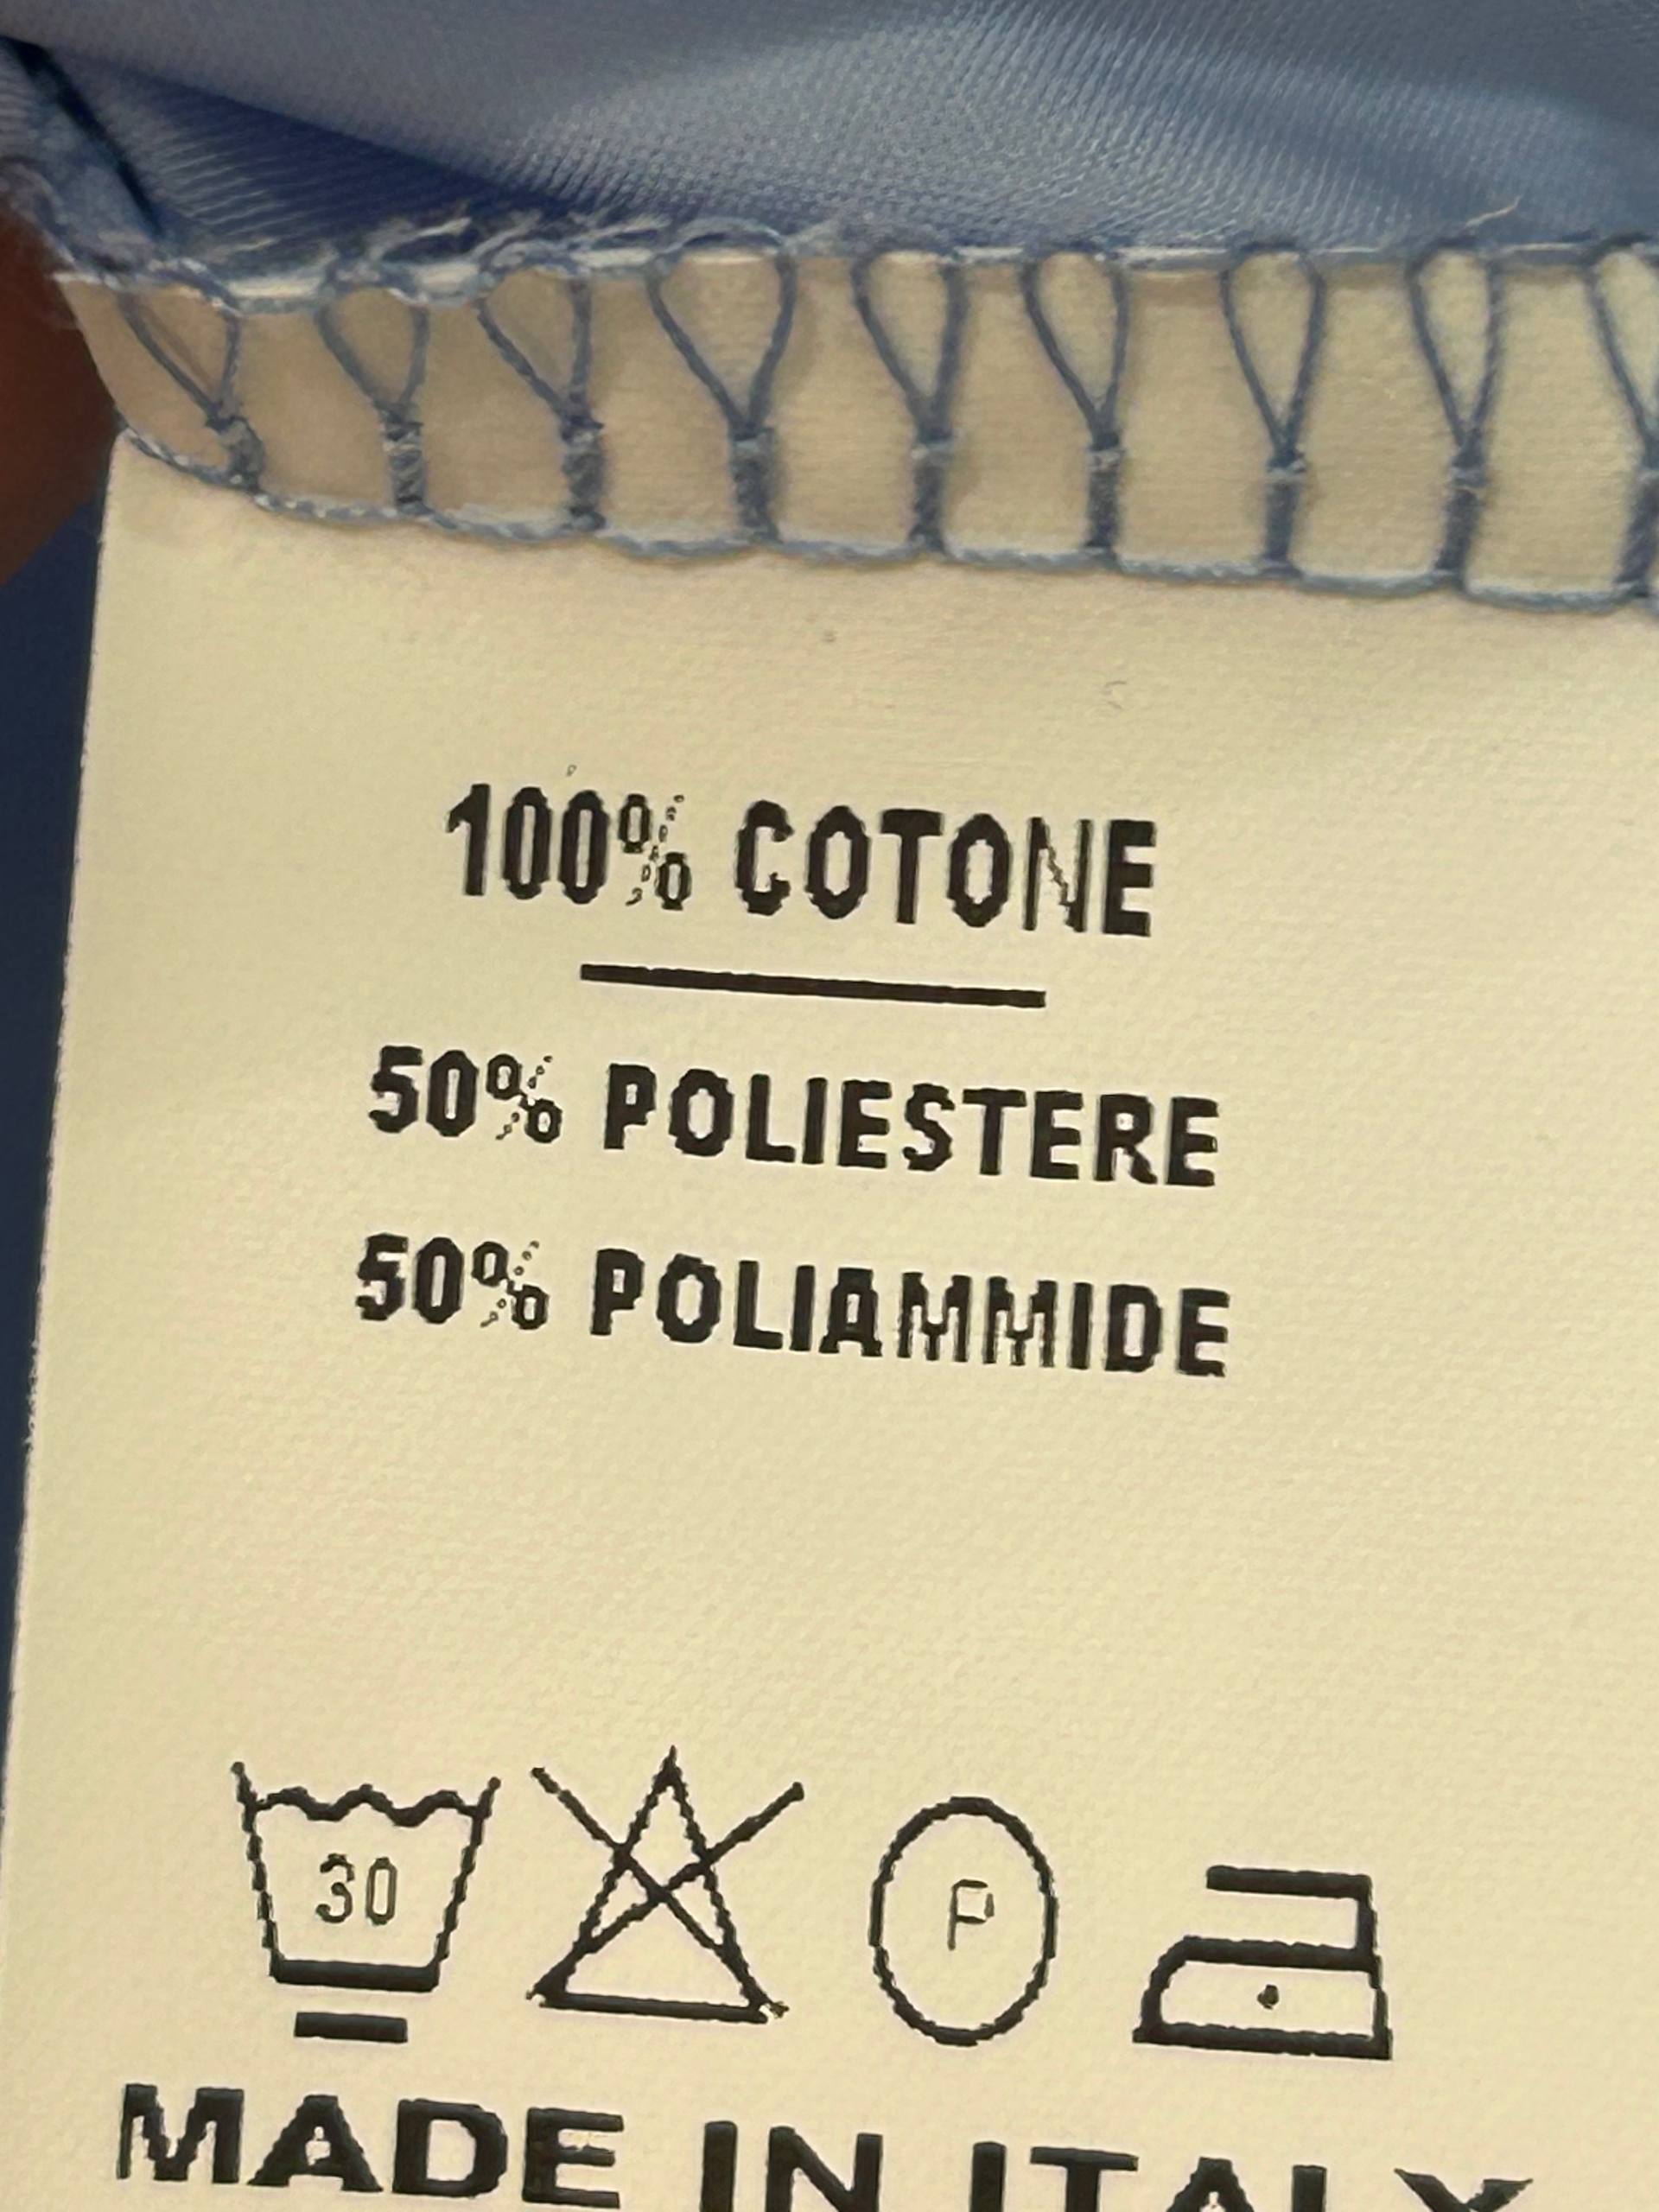 100% COTONE
50% POLIESTERE
50% POLIAMMIDE
30
P
MADE IN ITALY